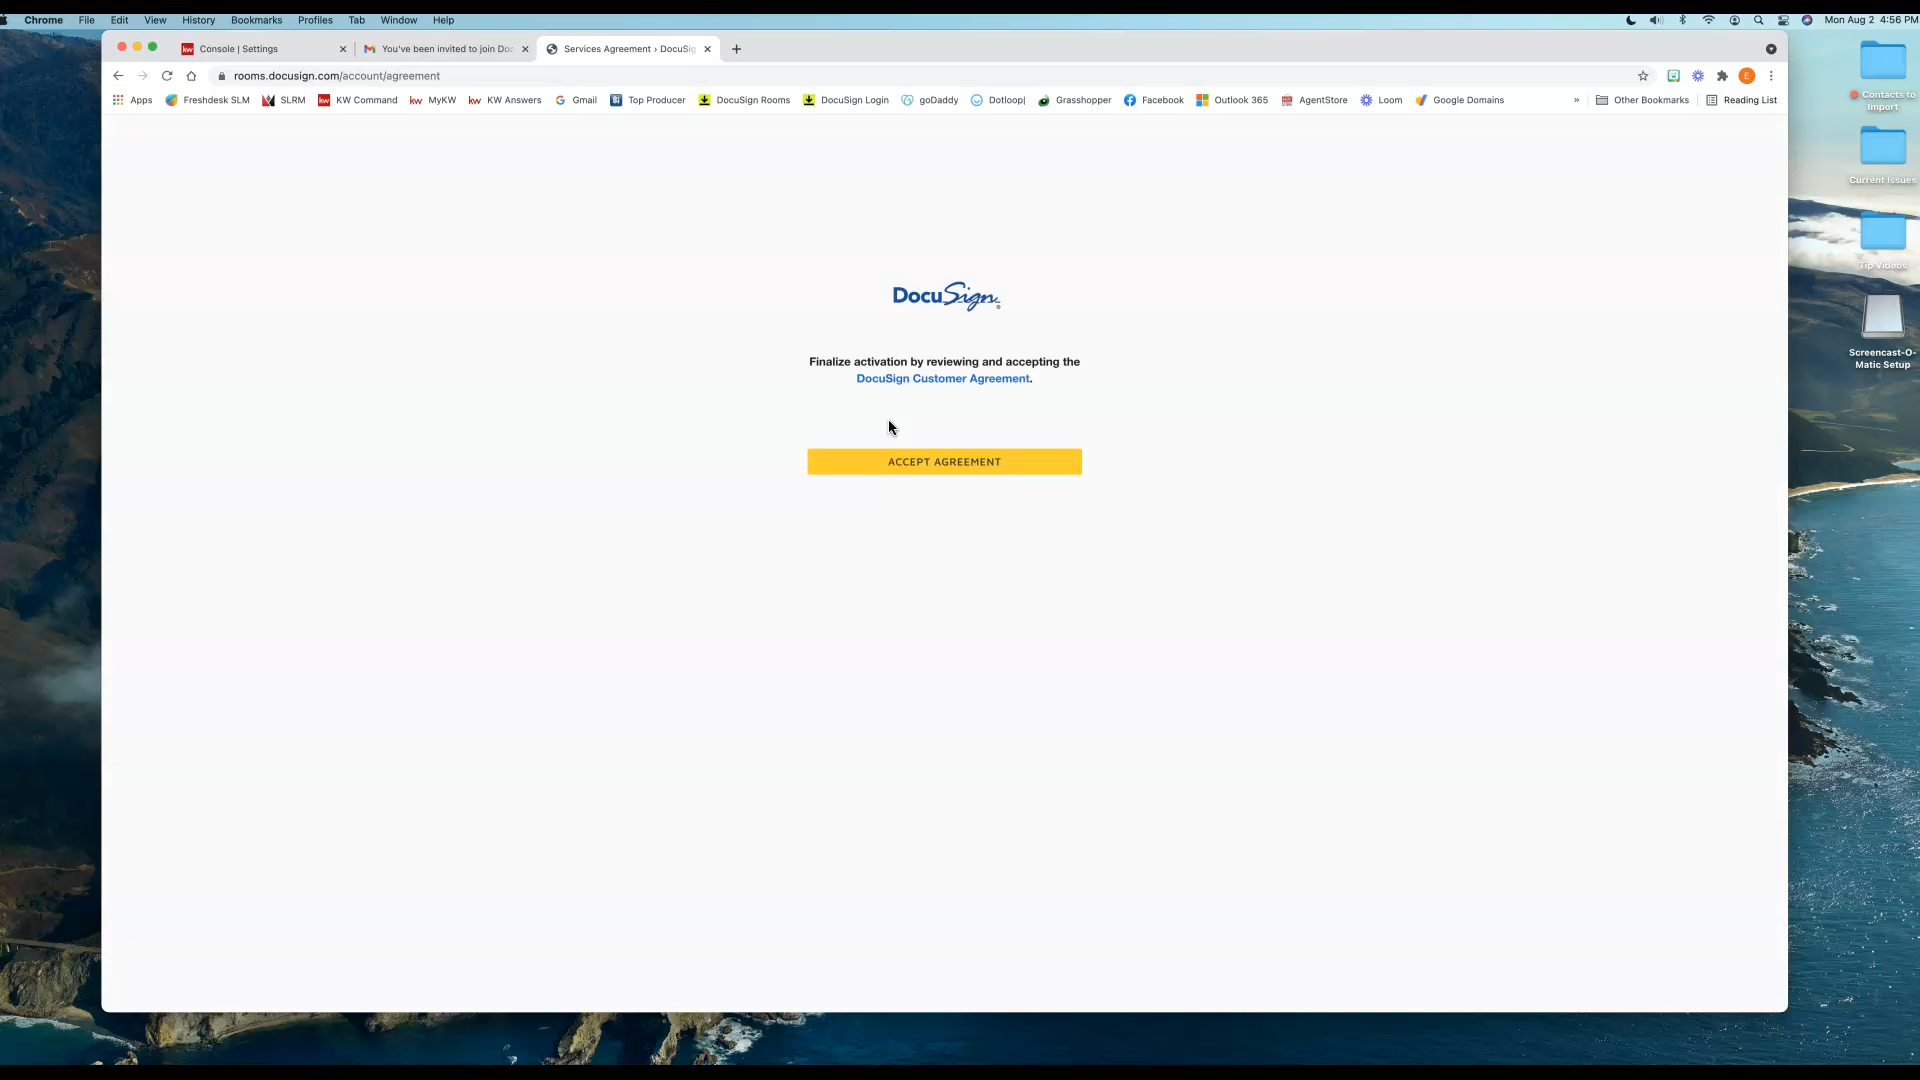 Chrome File Edit View History Bookmarks Profiles Tab Window Help Mon Aug 2 4:56 PM
Console | Settings You've been invited to join Doc Services Agreement › DocuSig
rooms.docusign.com/account/agreement E
Apps Freshdesk SLM SLRM KW Command MyKW KW Answers Gmail Top Producer DocuSign Rooms DocuSign Login goDaddy Dotloop| Grasshopper Facebook Outlook 365 AgentStore Loom Google Domains » Other Bookmarks Reading List
Contacts to
Import
Current Issues
Tip Videos
Screencast-O-
Matic Setup
DocuSign
Finalize activation by reviewing and accepting the
DocuSign Customer Agreement.
ACCEPT AGREEMENT